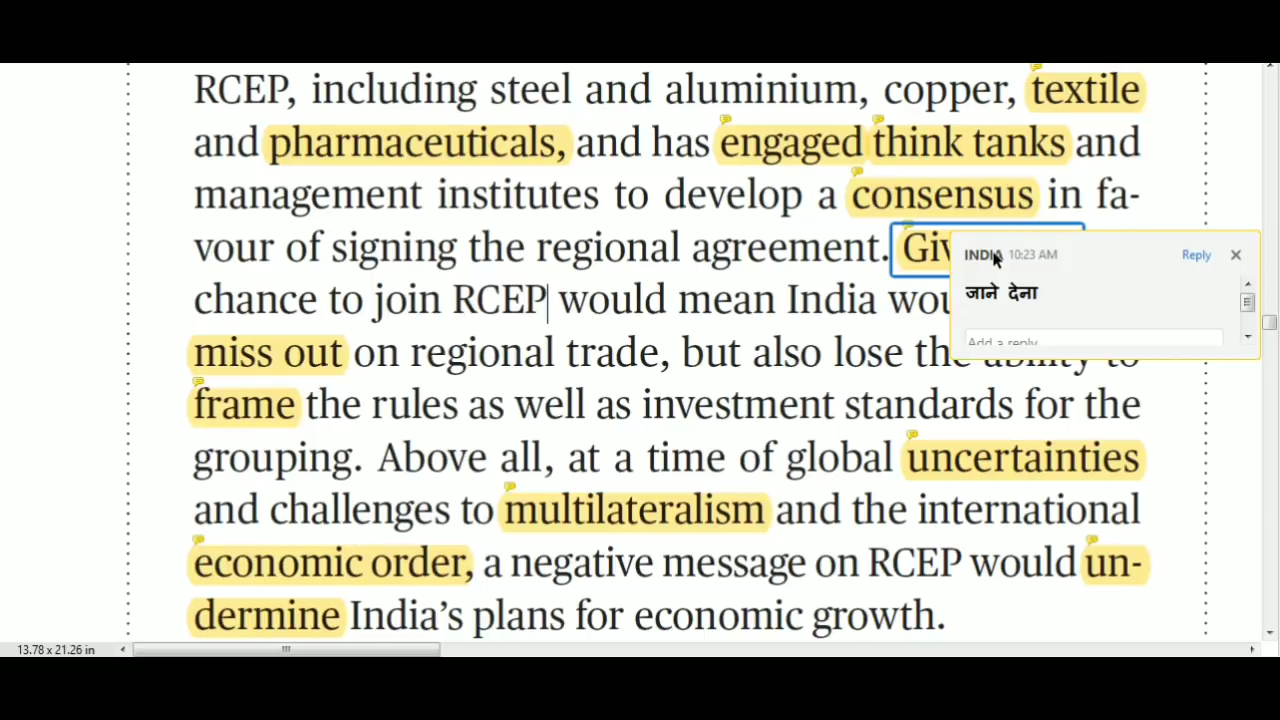 RCEP, including steel and aluminium, copper, textile
and pharmaceuticals, and has engaged think tanks and
management institutes to develop a consensus in fa-
vour of signing the regional agreement. Giv
INDIA 10:23 AM Reply
जाने देना
Add a reply
chance to join RCEP would mean India wou
miss out on regional trade, but also lose the ability to
frame the rules as well as investment standards for the
grouping. Above all, at a time of global uncertainties
and challenges to multilateralism and the international
economic order, a negative message on RCEP would un-
dermine India's plans for economic growth.
13.78 x 21.26 in